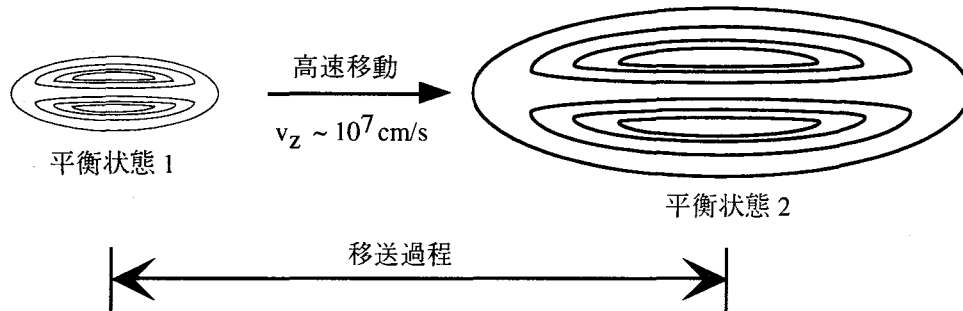 高速移動
v_z ~ 10^7 cm/s
平衡状態 1
平衡状態 2
移送過程